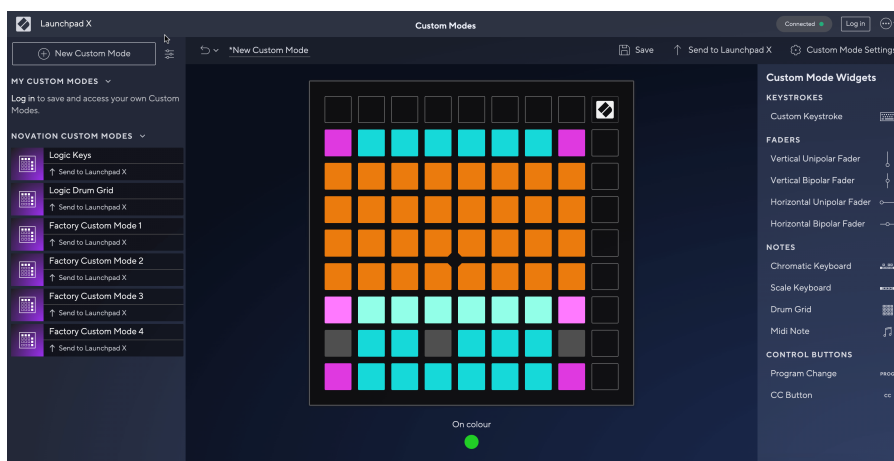 Launchpad X
Custom Modes
Connected
Log in
New Custom Mode
*New Custom Mode
Save
Send to Launchpad X
Custom Mode Settings
MY CUSTOM MODES
Log in to save and access your own Custom
Modes.
NOVATION CUSTOM MODES
Logic Keys
Send to Launchpad X
Logic Drum Grid
Send to Launchpad X
Factory Custom Mode 1
Send to Launchpad X
Factory Custom Mode 2
Send to Launchpad X
Factory Custom Mode 3
Send to Launchpad X
Factory Custom Mode 4
Send to Launchpad X
On colour
Custom Mode Widgets
KEYSTROKES
Custom Keystroke
FADERS
Vertical Unipolar Fader
Vertical Bipolar Fader
Horizontal Unipolar Fader
Horizontal Bipolar Fader
NOTES
Chromatic Keyboard
Scale Keyboard
Drum Grid
Midi Note
CONTROL BUTTONS
Program Change
CC Button
CC